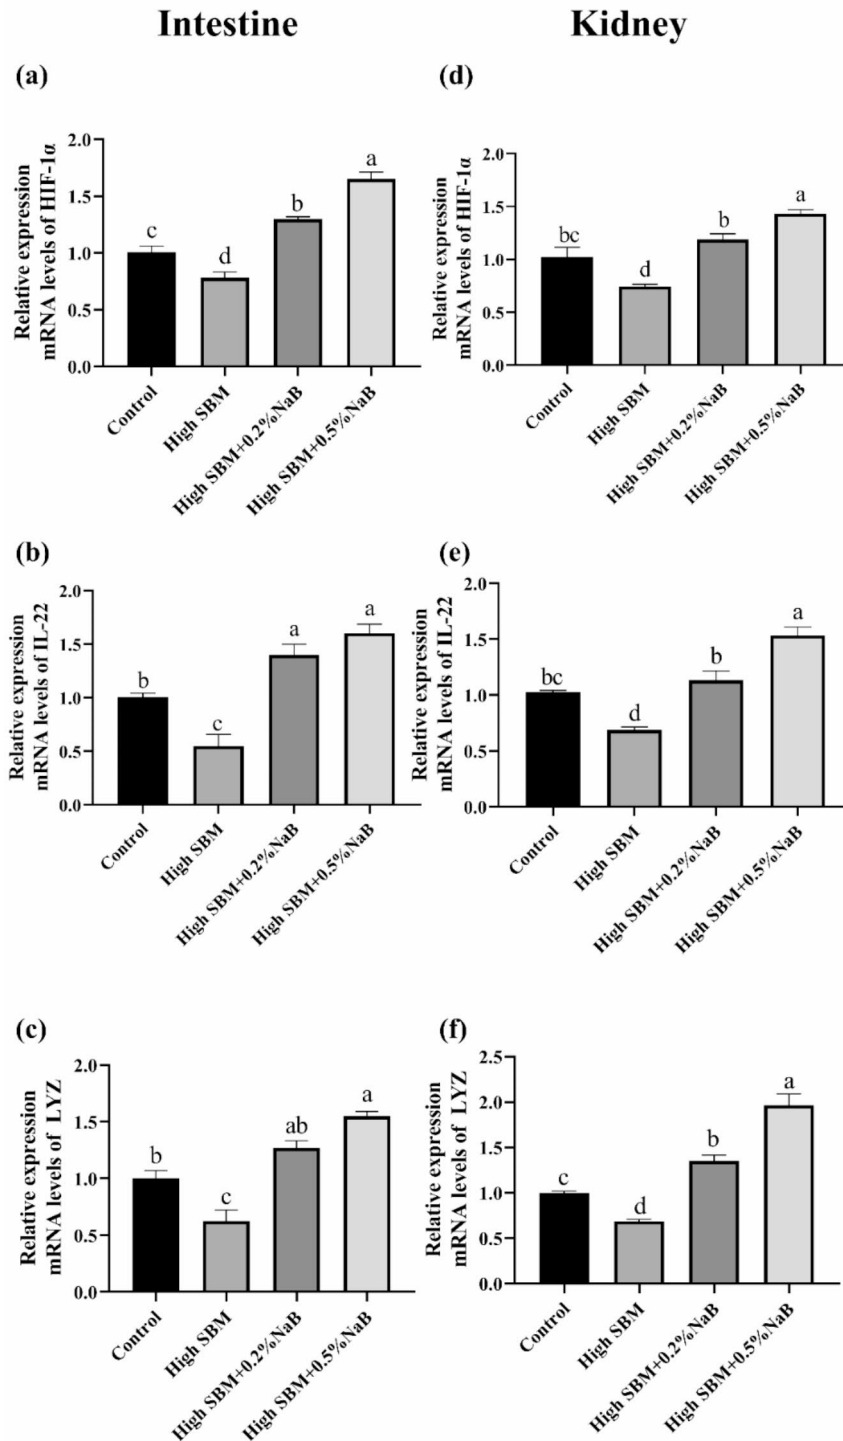 Intestine
Kidney
(a)
Relative expression
mRNA levels of HIF-1α
2.0
1.5
1.0
0.5
0.0
c
d
b
a
Control
High SBM
High SBM+0.2%NaB
High SBM+0.5%NaB
(d)
Relative expression
mRNA levels of HIF-1α
2.0
1.5
1.0
0.5
0.0
bc
d
b
a
Control
High SBM
High SBM+0.2%NaB
High SBM+0.5%NaB
(b)
Relative expression
mRNA levels of IL-22
2.0
1.5
1.0
0.5
0.0
b
c
a
a
Control
High SBM
High SBM+0.2%NaB
High SBM+0.5%NaB
(e)
Relative expression
mRNA levels of IL-22
2.0
1.5
1.0
0.5
0.0
bc
d
b
a
Control
High SBM
High SBM+0.2%NaB
High SBM+0.5%NaB
(c)
Relative expression
mRNA levels of LYZ
2.0
1.5
1.0
0.5
0.0
b
c
ab
a
Control
High SBM
High SBM+0.2%NaB
High SBM+0.5%NaB
(f)
Relative expression
mRNA levels of LYZ
2.5
2.0
1.5
1.0
0.5
0.0
c
d
b
a
Control
High SBM
High SBM+0.2%NaB
High SBM+0.5%NaB